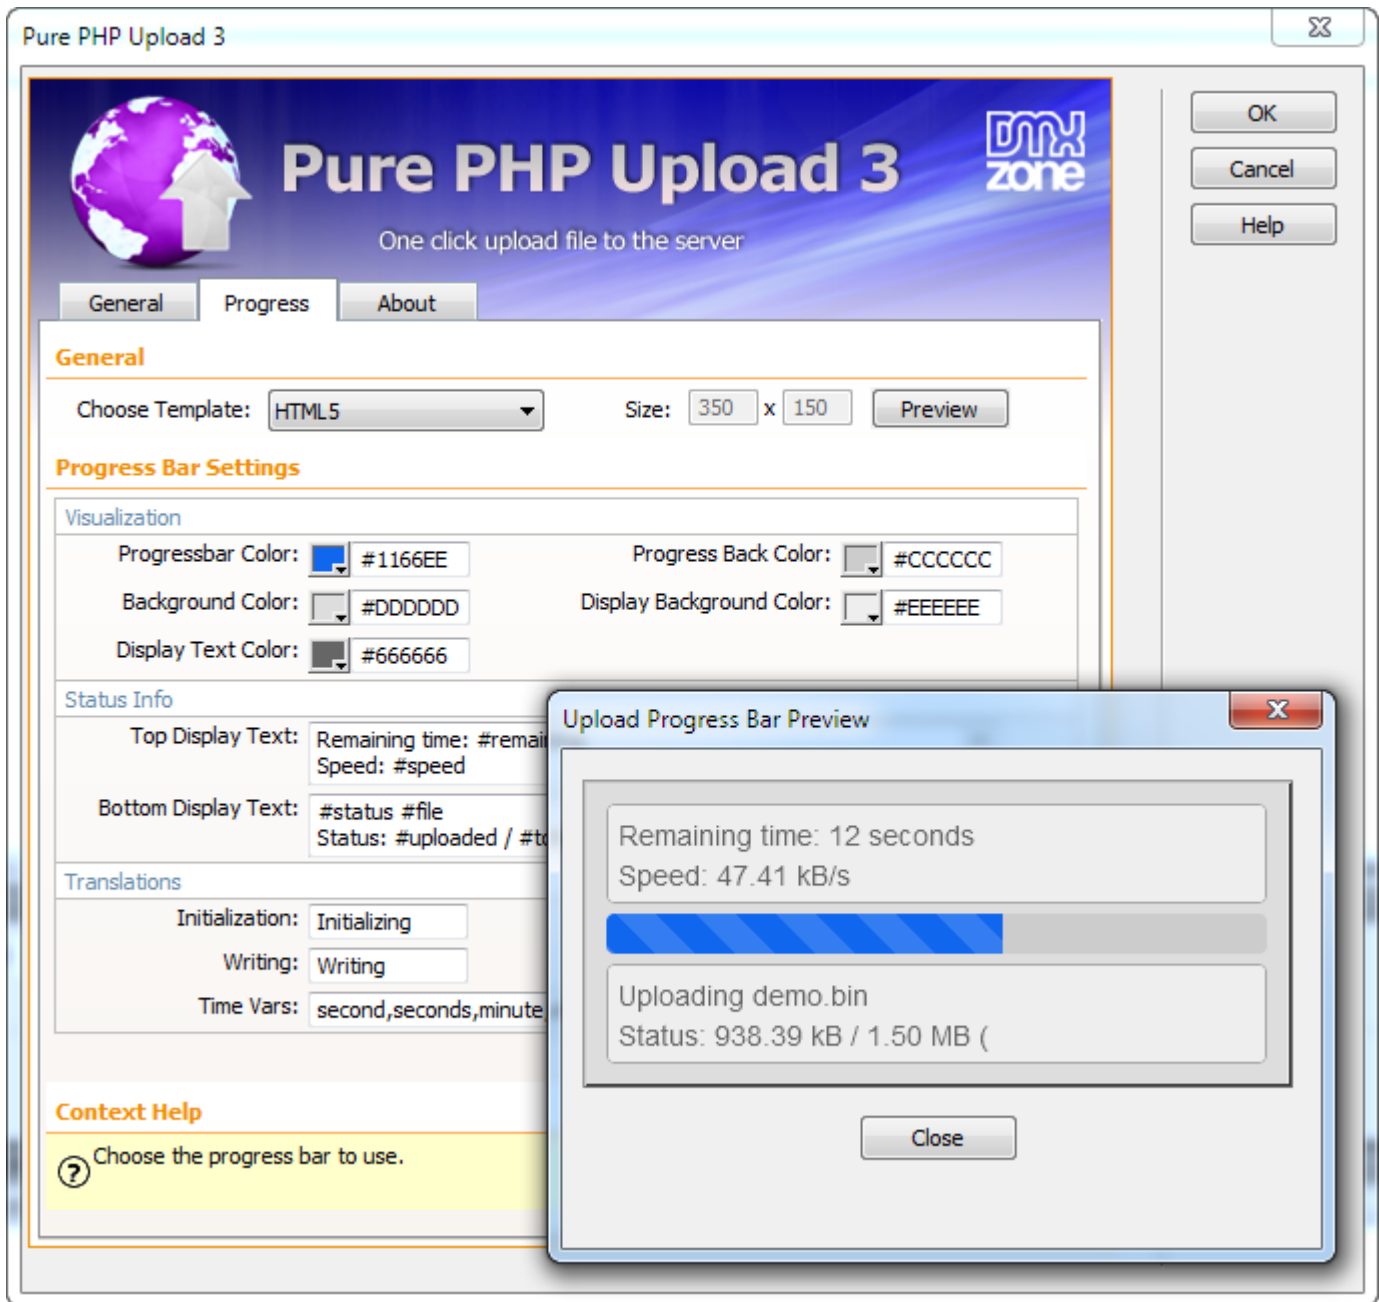 Pure PHP Upload 3
OK
Cancel
Help
Pure PHP Upload 3
DMX
zone
One click upload file to the server
General Progress About
General
Choose Template: HTML5 Size: 350 x 150 Preview
Progress Bar Settings
Visualization
Progressbar Color: #1166EE Progress Back Color: #CCCCCC
Background Color: #DDDDDD Display Background Color: #EEEEEE
Display Text Color: #666666
Status Info
Top Display Text: Remaining time: #remai
Speed: #speed
Bottom Display Text: #status #file
Status: #uploaded / #to
Translations
Initialization: Initializing
Writing: Writing
Time Vars: second,seconds,minute
Context Help
? Choose the progress bar to use.
Upload Progress Bar Preview
Remaining time: 12 seconds
Speed: 47.41 kB/s
Uploading demo.bin
Status: 938.39 kB / 1.50 MB (
Close